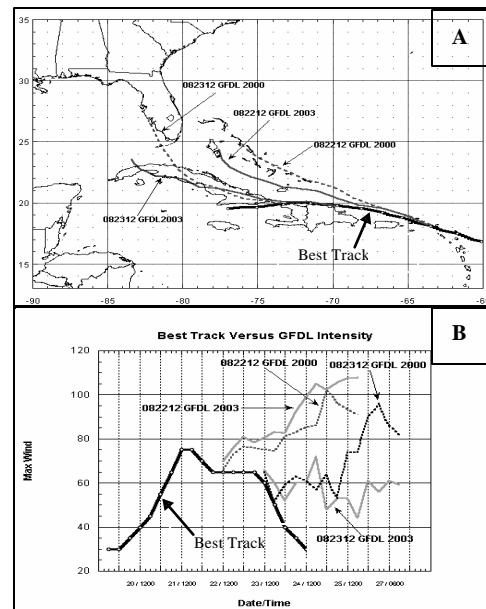 A
35
30
25
20
15
-90
-85
-80
-75
-70
-65
-60
082312 GFDL 2000
082212 GFDL 2003
082212 GFDL 2000
082312 GFDL2003
Best Track
B
Best Track Versus GFDL Intensity
120
100
80
60
40
20
Max Wind
082212 GFDL 2000
082312 GFDL 2000
082212 GFDL 2003
082312 GFDL 2003
Best Track
20 / 1200
21 / 1200
22 / 1200
23 / 1200
24 / 1200
25 / 1200
27 / 0600
Date/Time